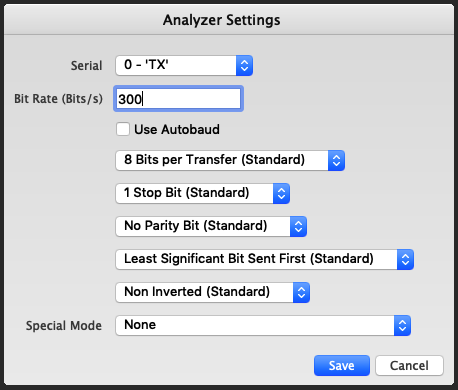 Analyzer Settings
Serial 0 - 'TX'
Bit Rate (Bits/s) 300
Use Autobaud
8 Bits per Transfer (Standard)
1 Stop Bit (Standard)
No Parity Bit (Standard)
Least Significant Bit Sent First (Standard)
Non Inverted (Standard)
Special Mode None
Save Cancel